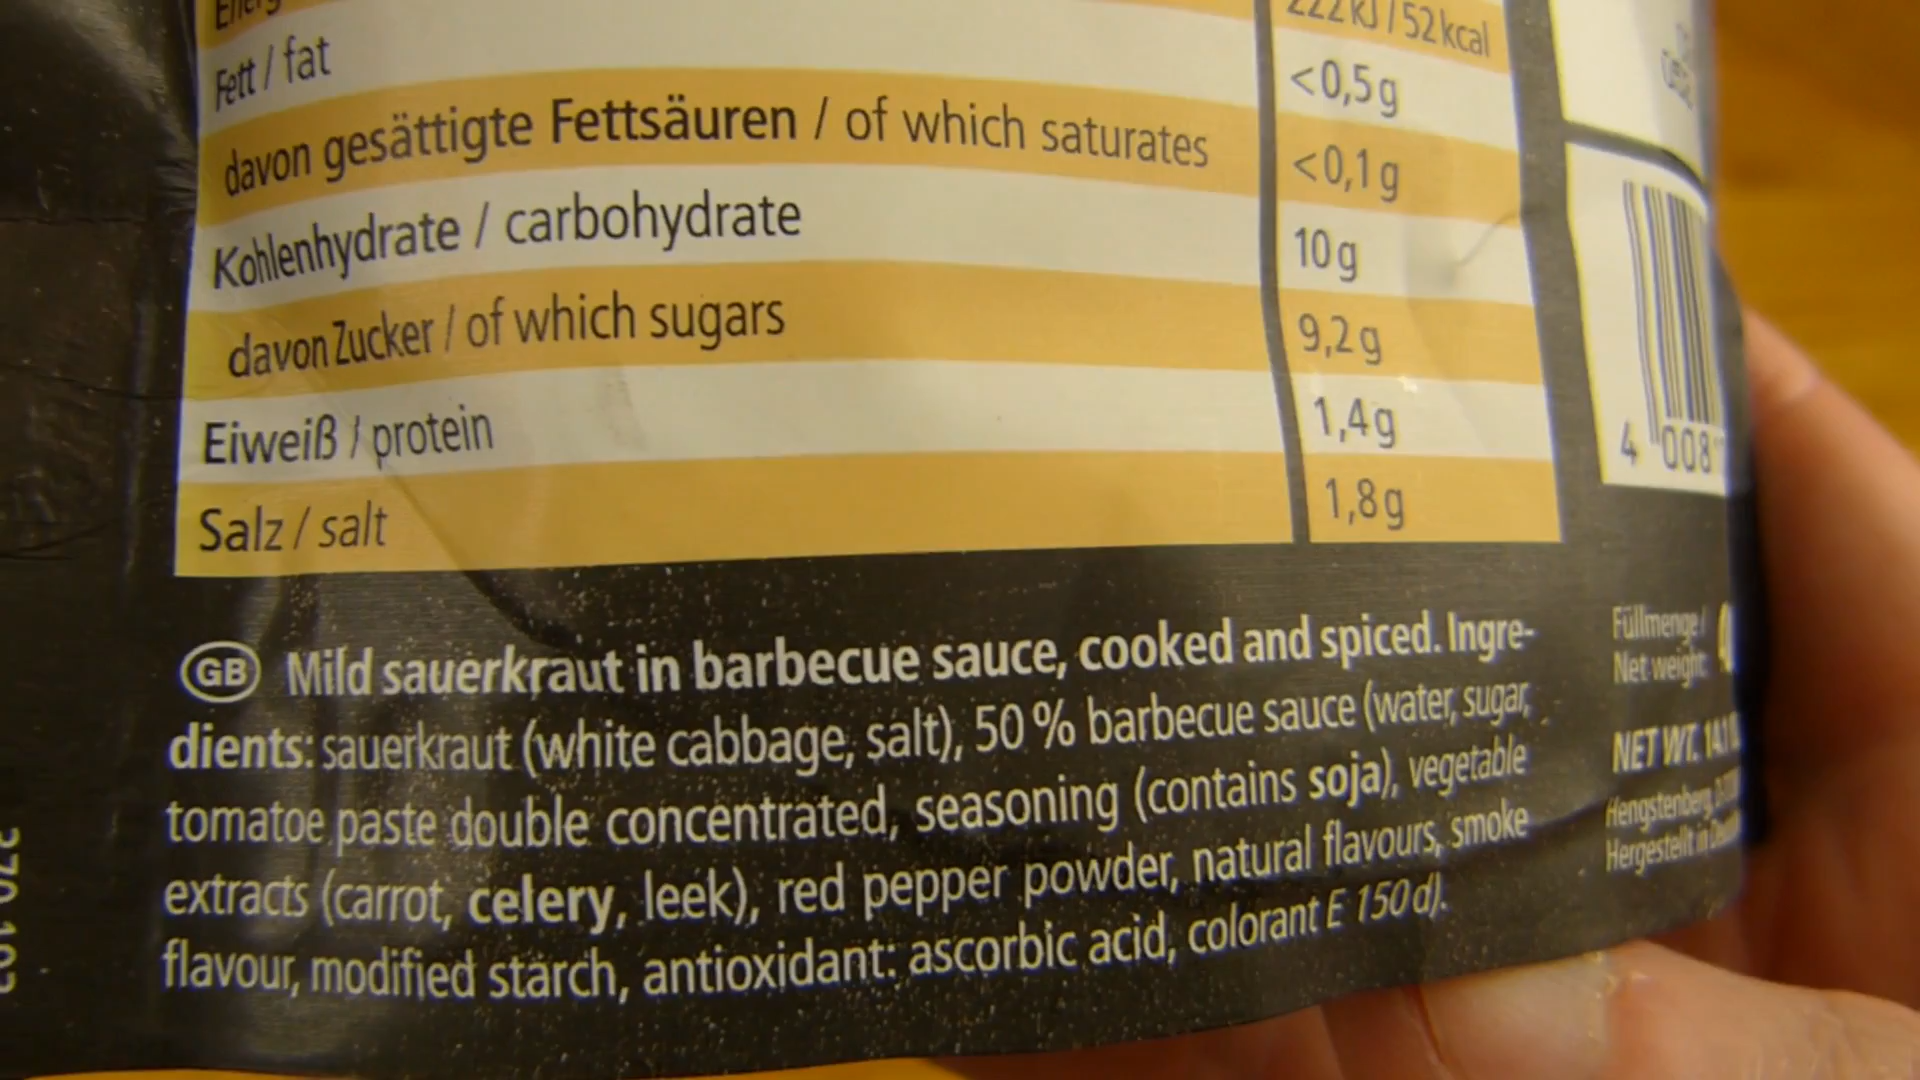 222 kJ / 52 kcal
Fett / fat
<0,5 g
davon gesättigte Fettsäuren / of which saturates
<0,1 g
Kohlenhydrate / carbohydrate
10 g
davon Zucker / of which sugars
9,2 g
Eiweiß / protein
1,4 g
Salz / salt
1,8 g
GB Mild sauerkraut in barbecue sauce, cooked and spiced. Ingre-
dients: sauerkraut (white cabbage, salt), 50 % barbecue sauce (water, sugar,
tomatoe paste double concentrated, seasoning (contains soja), vegetable
extracts (carrot, celery, leek), red pepper powder, natural flavours, smoke
flavour, modified starch, antioxidant: ascorbic acid, colorant E 150d).
4 008
Füllmenge /
Net weight:
NET WT. 14.1
Hengstenberg,
Hergestellt in